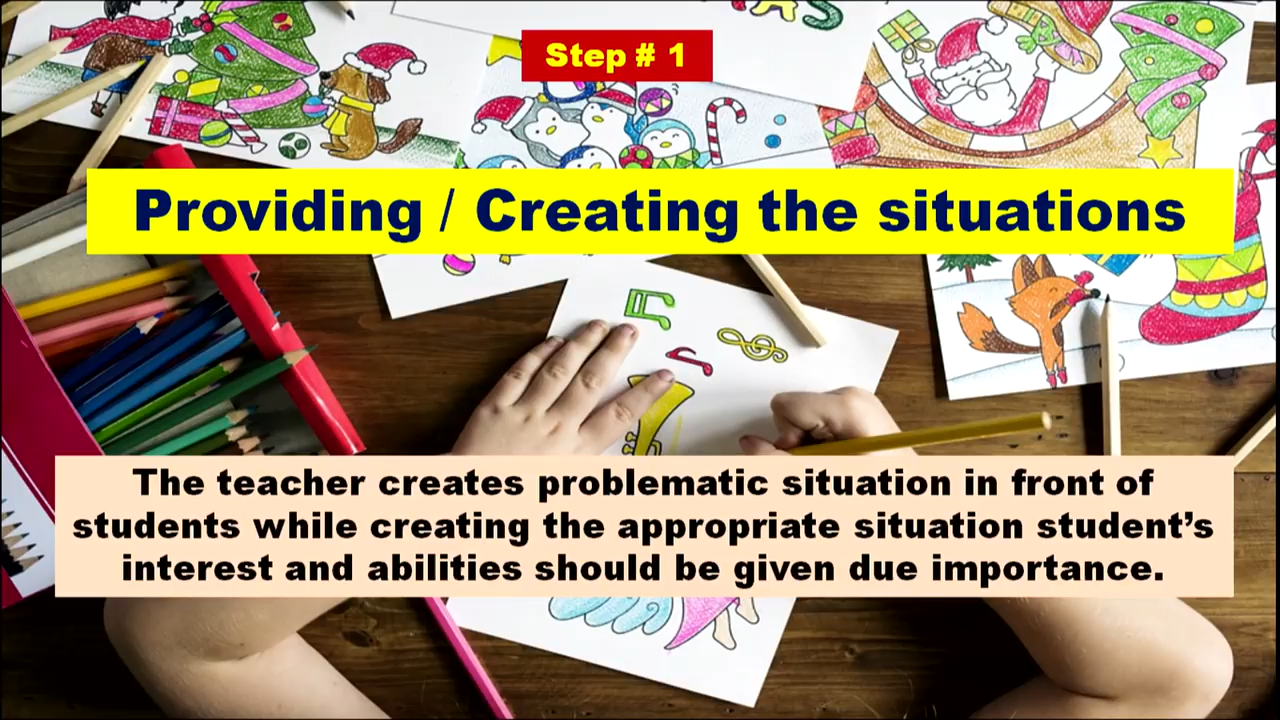 Step # 1
Providing / Creating the situations
The teacher creates problematic situation in front of
students while creating the appropriate situation student’s
interest and abilities should be given due importance.